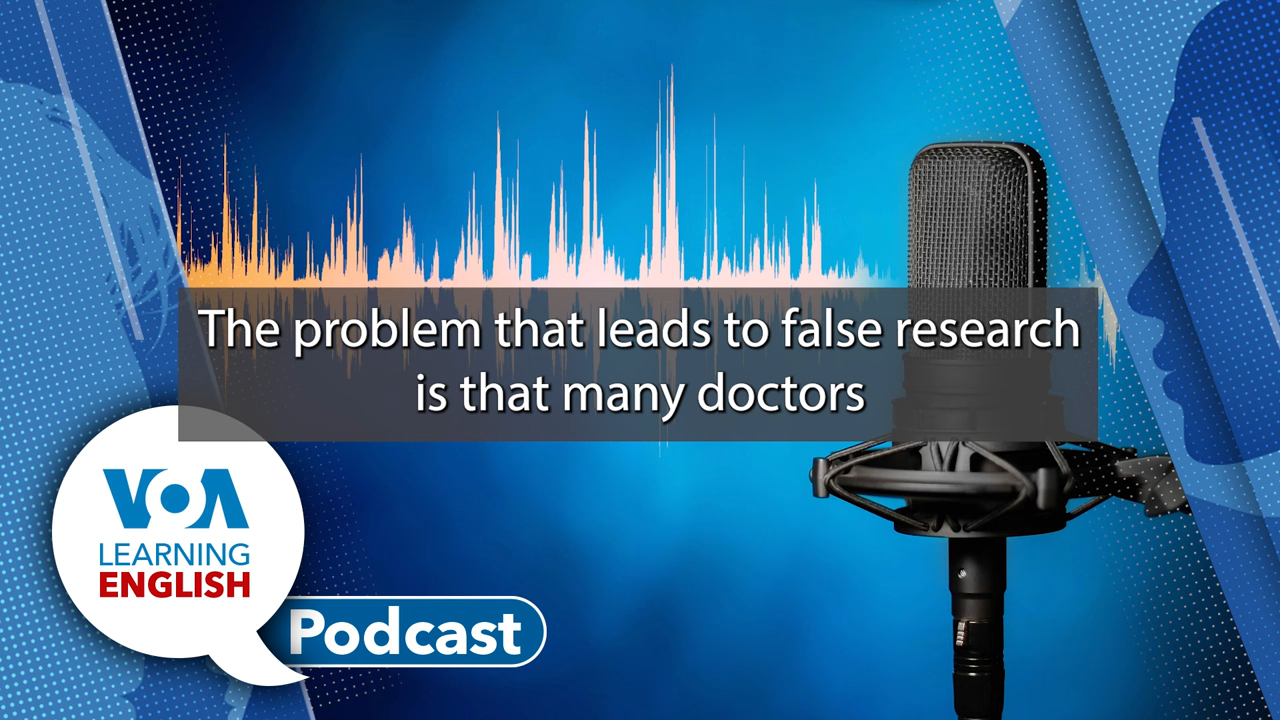 The problem that leads to false research
is that many doctors
VOA
LEARNING
ENGLISH
Podcast